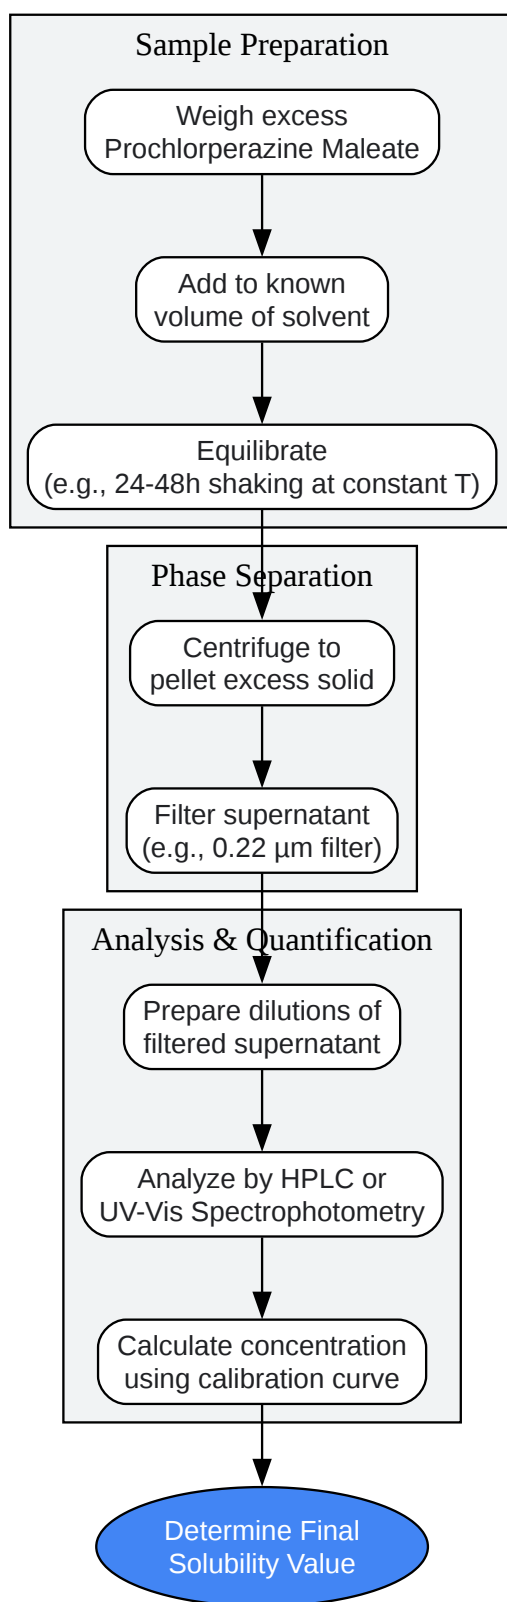 Sample Preparation
Weigh excess
Prochlorperazine Maleate
Add to known
volume of solvent
Equilibrate
(e.g., 24-48h shaking at constant T)
Phase Separation
Centrifuge to
pellet excess solid
Filter supernatant
(e.g., 0.22 µm filter)
Analysis & Quantification
Prepare dilutions of
filtered supernatant
Analyze by HPLC or
UV-Vis Spectrophotometry
Calculate concentration
using calibration curve
Determine Final
Solubility Value